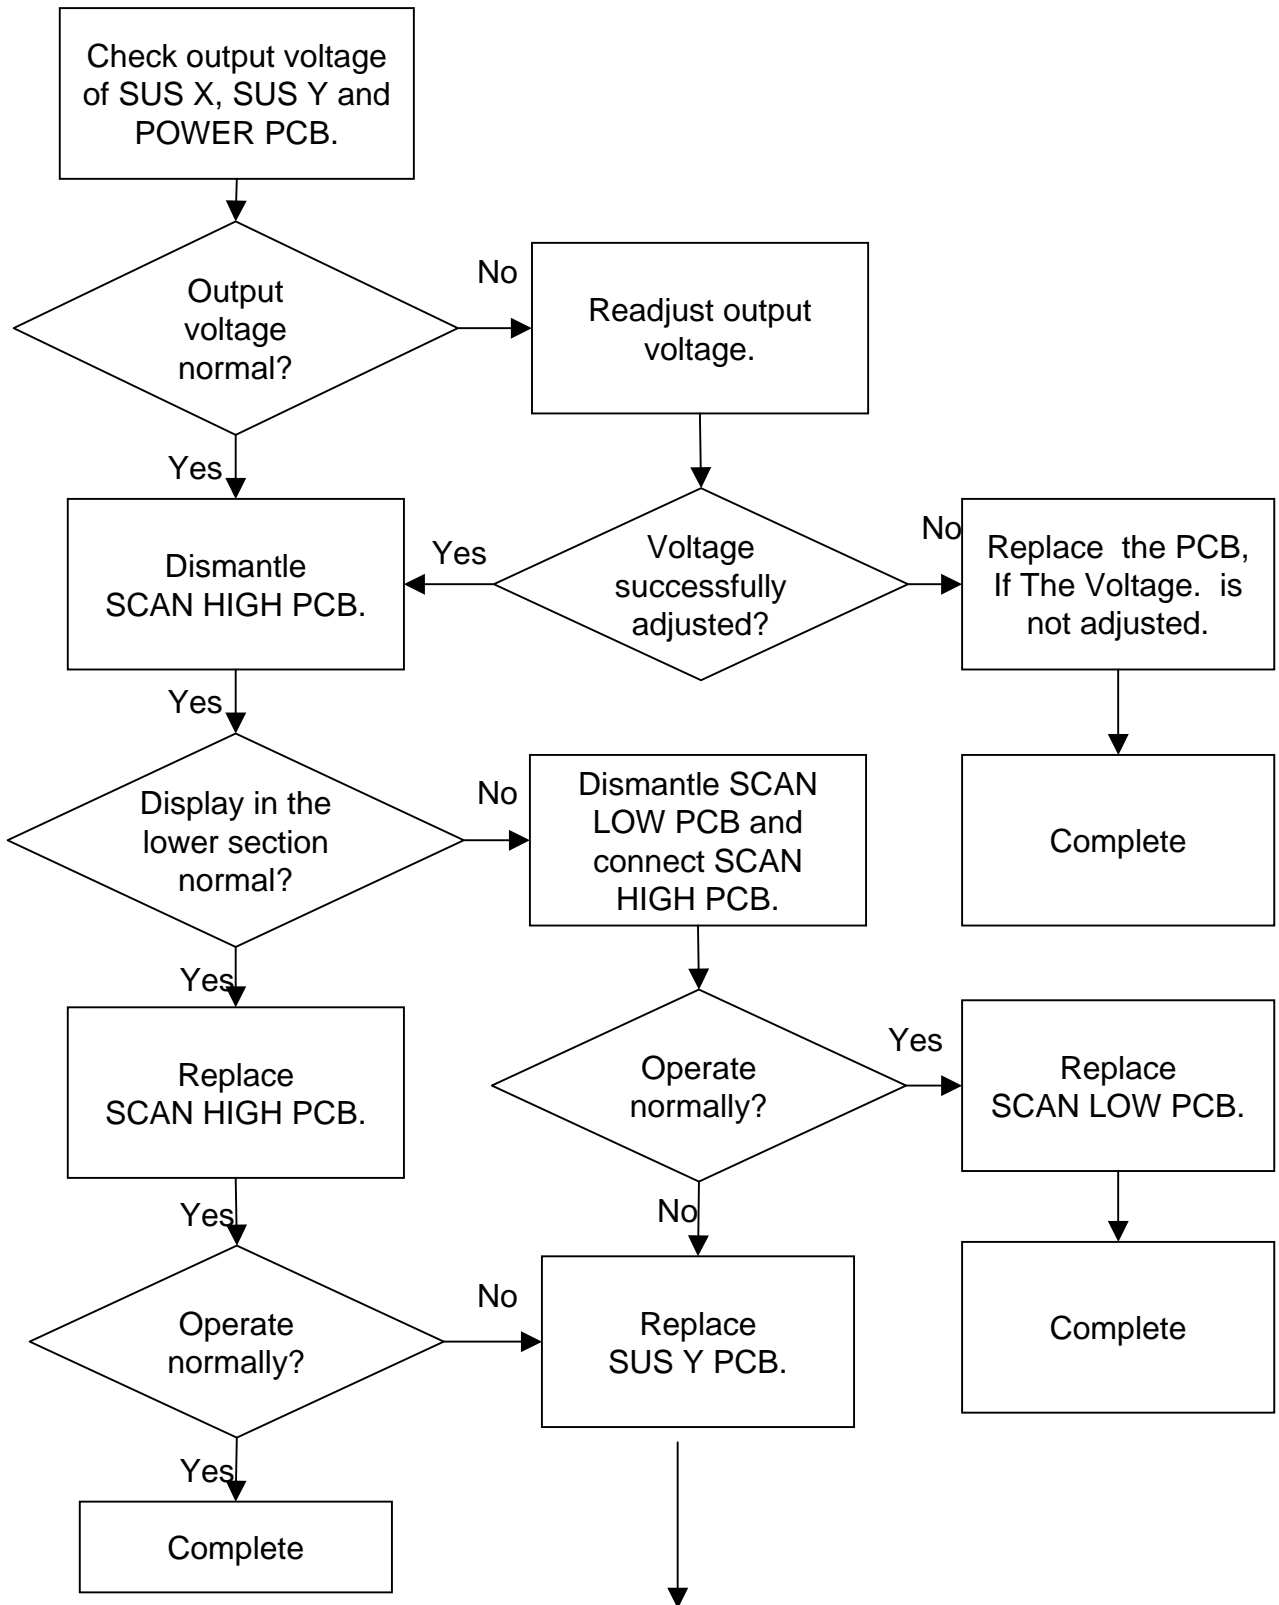 Check output voltage
of SUS X, SUS Y and
POWER PCB.
Output
voltage
normal?
No
Readjust output
voltage.
Yes
Dismantle
SCAN HIGH PCB.
Yes
Voltage
successfully
adjusted?
No
Replace the PCB,
If The Voltage. is
not adjusted.
Yes
Display in the
lower section
normal?
No
Dismantle SCAN
LOW PCB and
connect SCAN
HIGH PCB.
Complete
Yes
Replace
SCAN HIGH PCB.
Operate
normally?
Yes
Replace
SCAN LOW PCB.
Yes
No
Operate
normally?
No
Replace
SUS Y PCB.
Complete
Yes
Complete